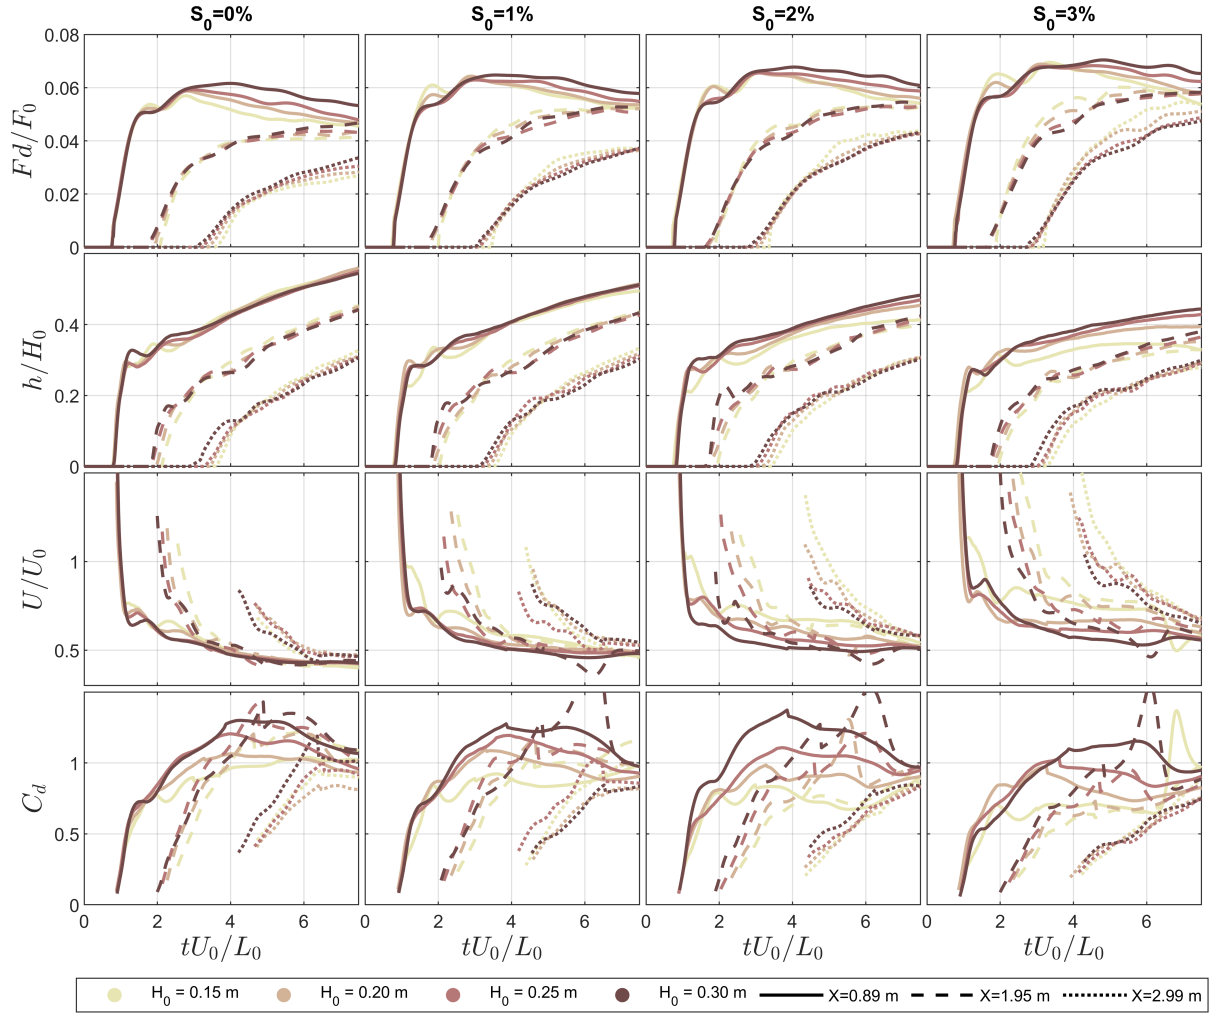 S0=0% S0=1% S0=2% S0=3%
0.08
0.06
0.04
0.02
0
Fd/F0
0.4
0.2
0
h/H0
1
0.5
U/U0
1
0.5
0
Cd
0 2 4 6 0 2 4 6 0 2 4 6 0 2 4 6
tU0/L0 tU0/L0 tU0/L0 tU0/L0
H0 = 0.15 m H0 = 0.20 m H0 = 0.25 m H0 = 0.30 m X=0.89 m X=1.95 m X=2.99 m